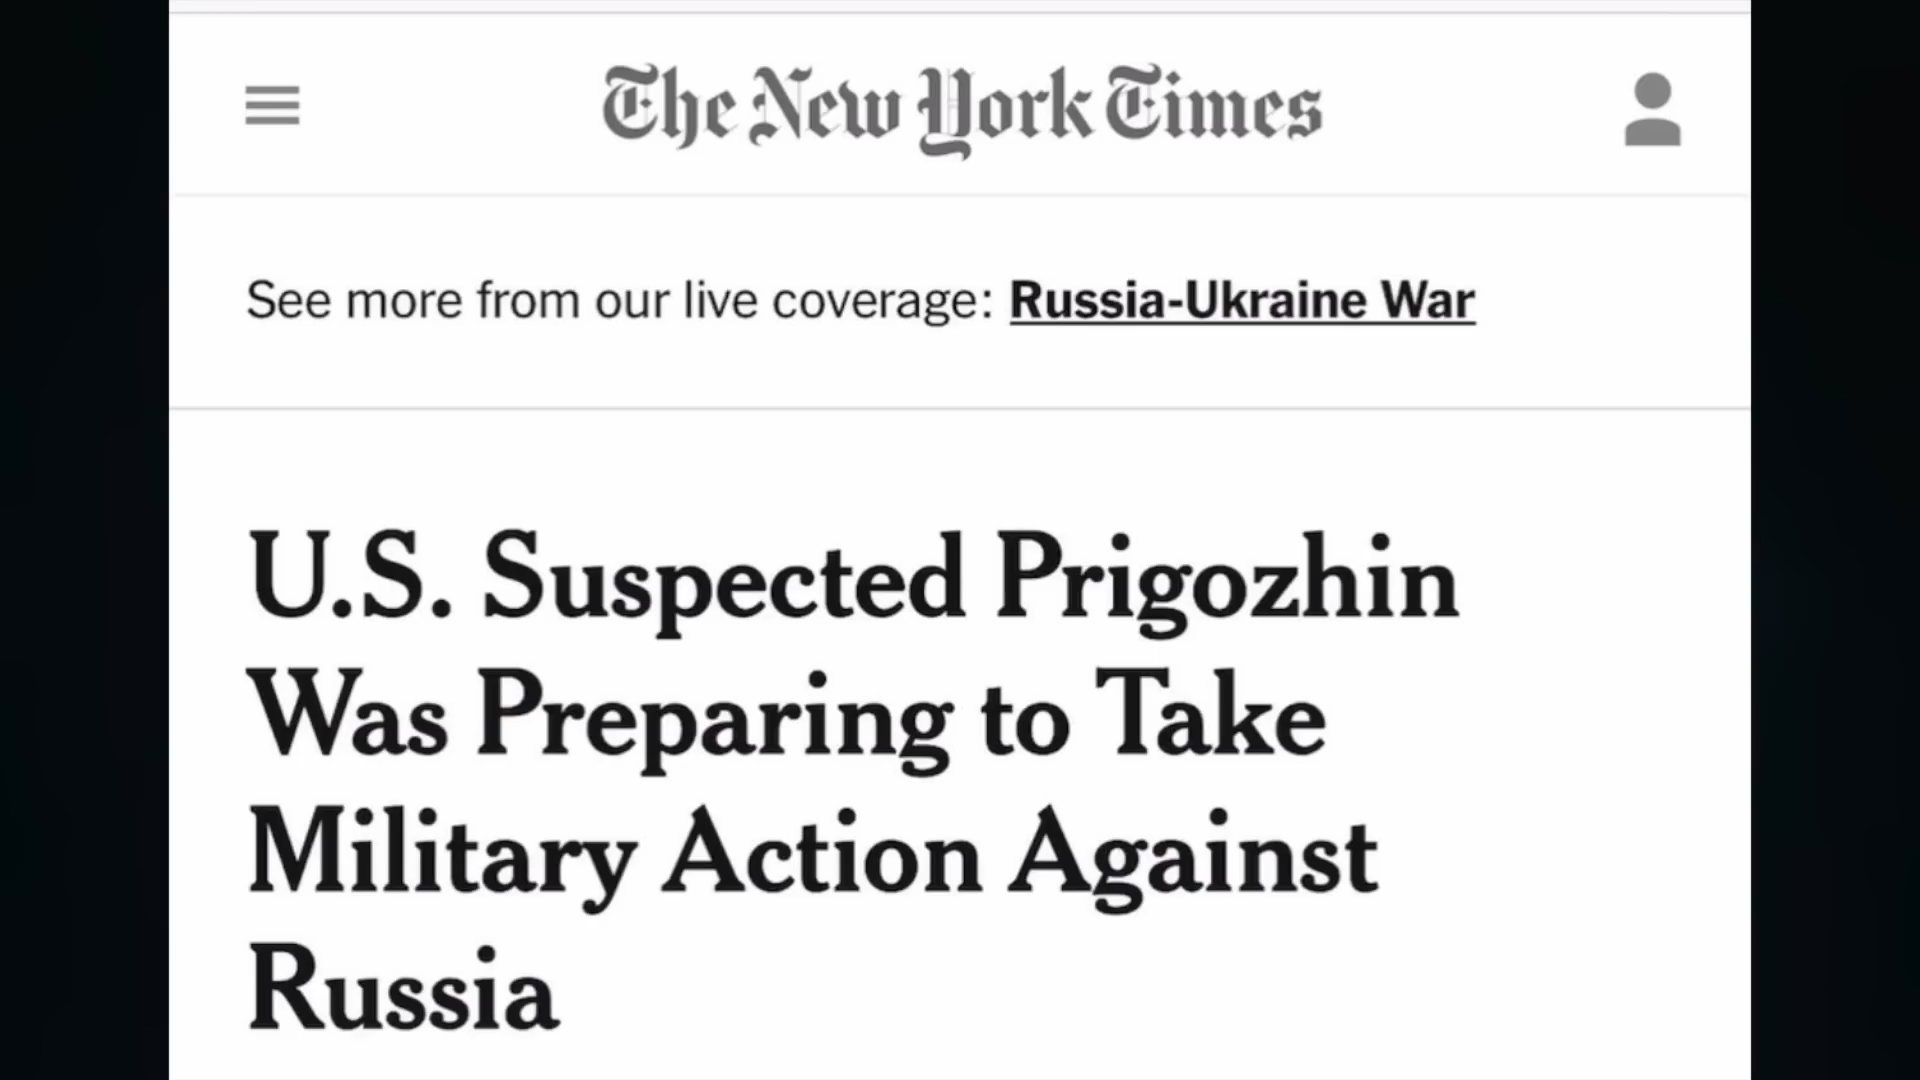 The New York Times
See more from our live coverage: Russia-Ukraine War
U.S. Suspected Prigozhin
Was Preparing to Take
Military Action Against
Russia